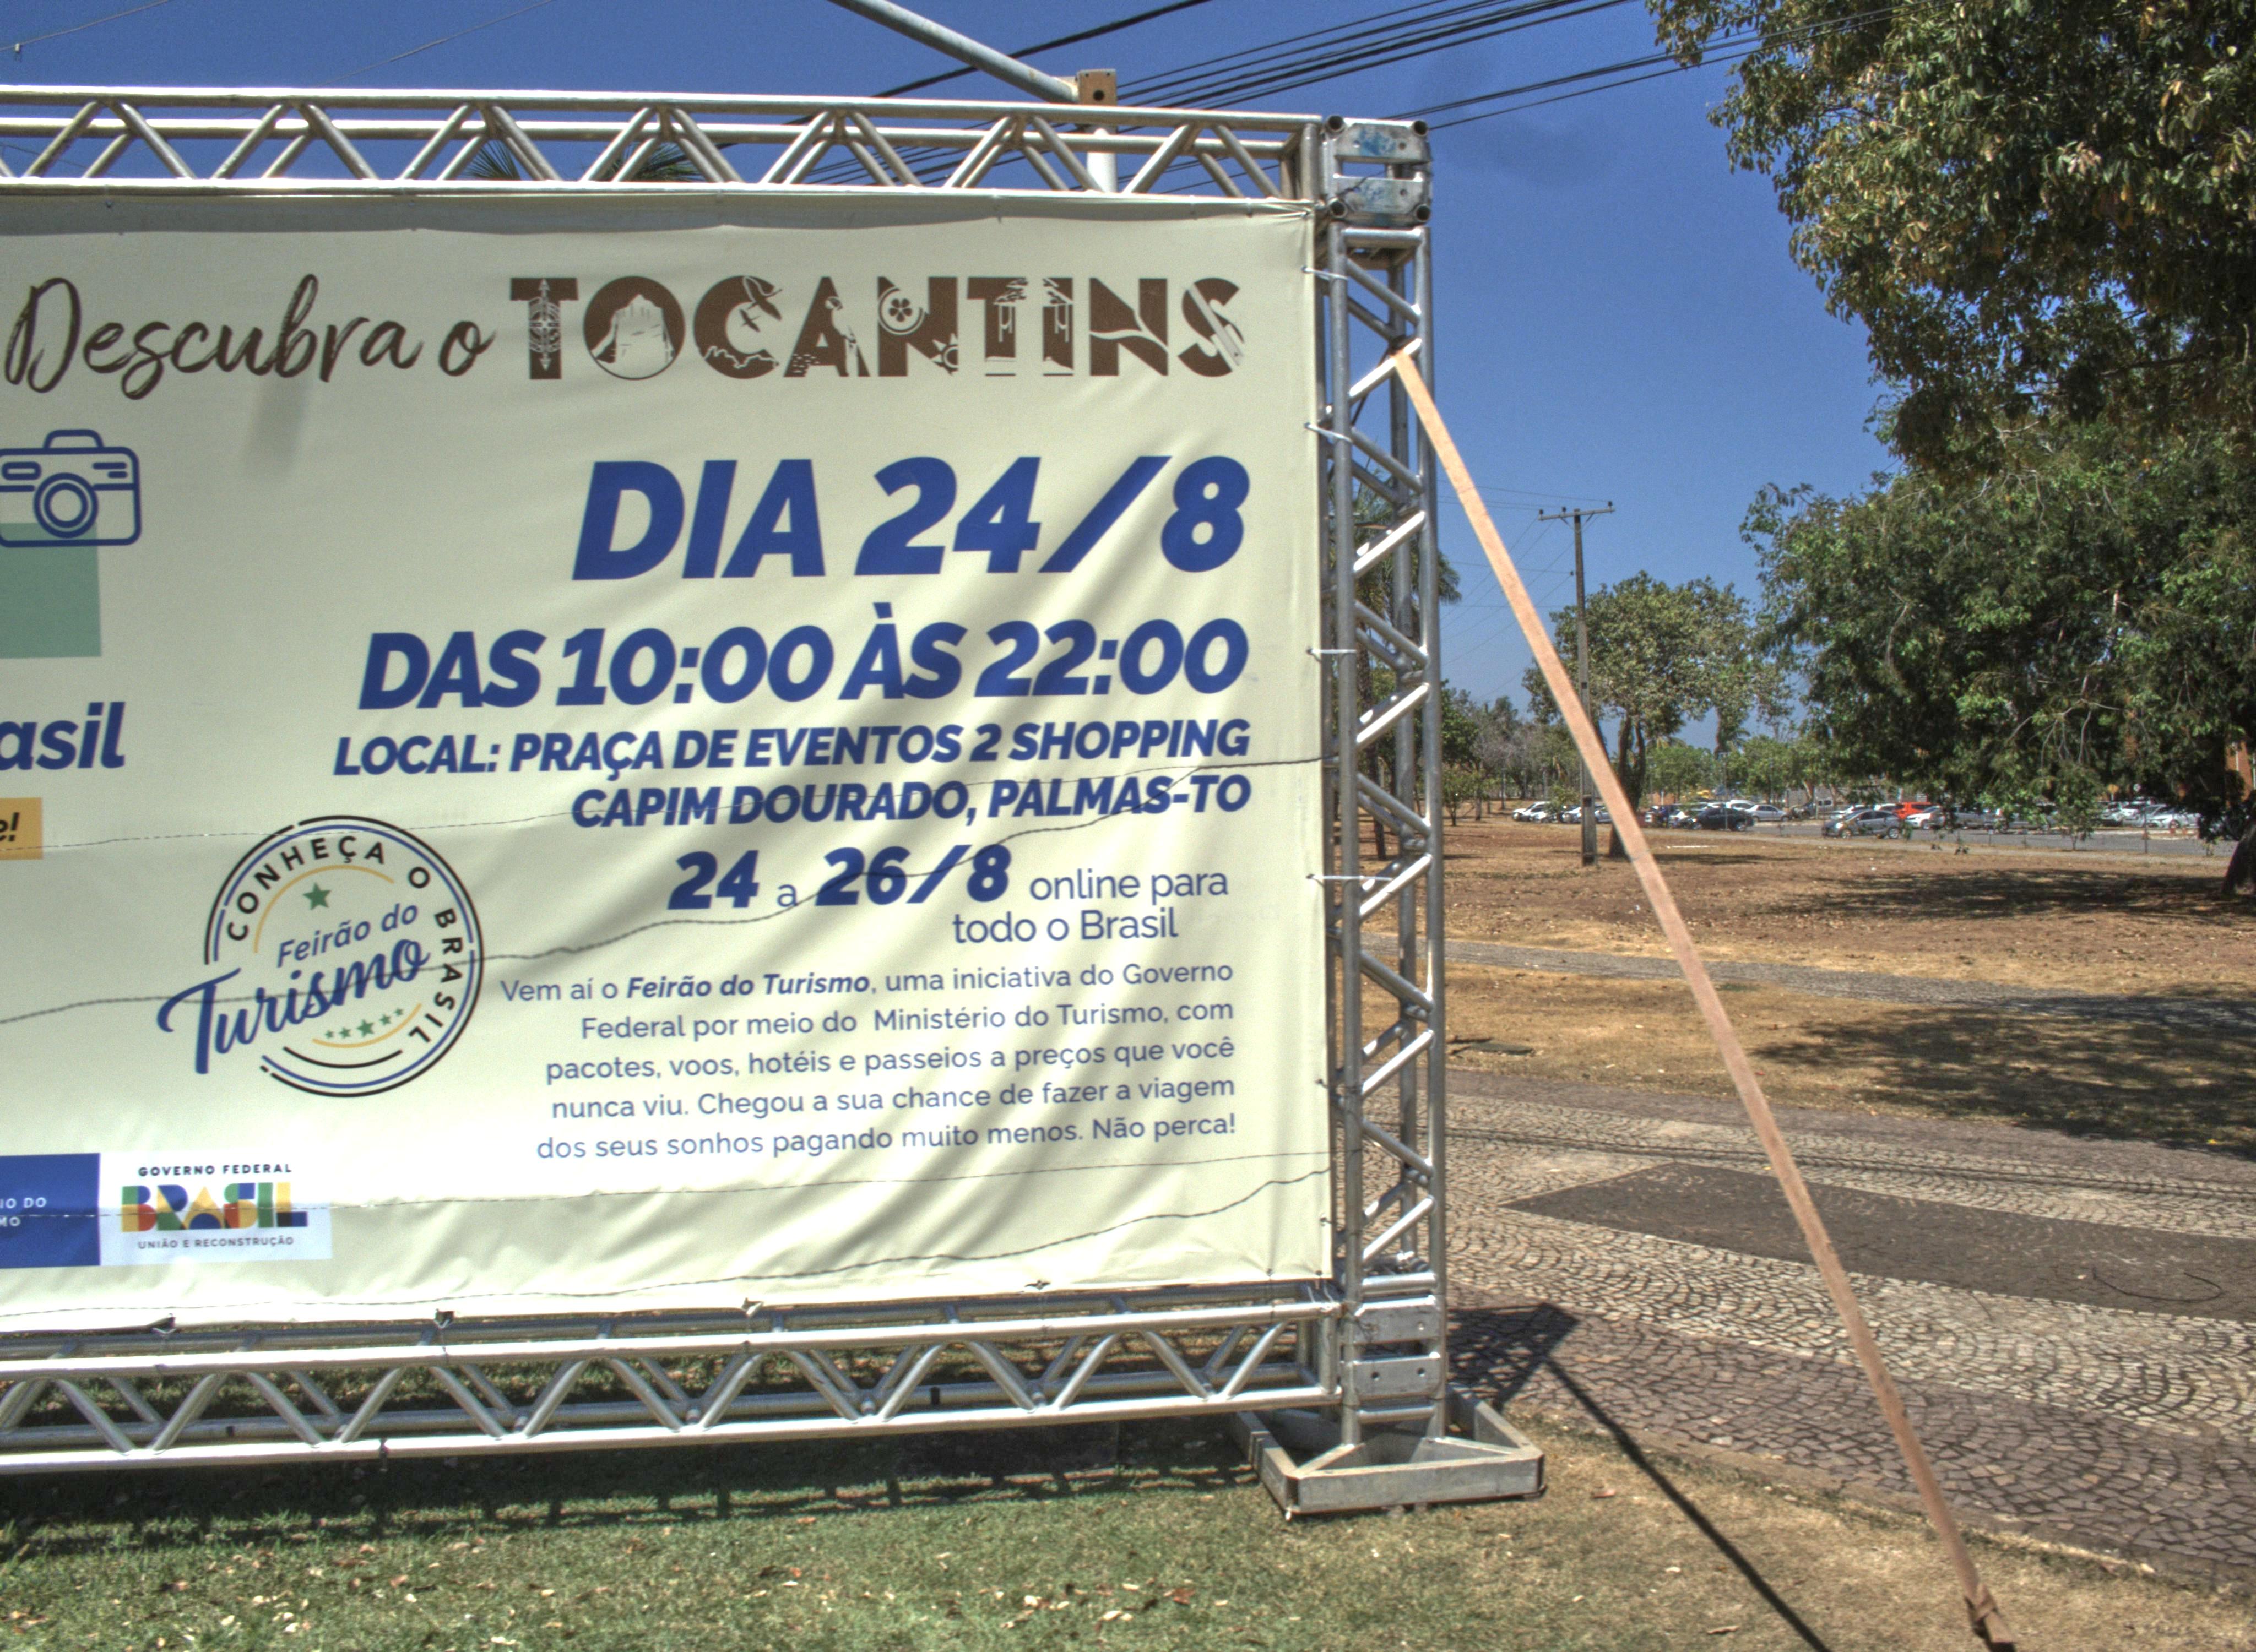 Descubra o TOCANTINS
DIA 24/8
DAS 10:00 ÀS 22:00
LOCAL: PRAÇA DE EVENTOS 2 SHOPPING
CAPIM DOURADO, PALMAS-TO
24 a 26/8 online para
todo o Brasil
asil
o!
CONHEÇA O BRASIL
Feirão do
Turismo
Vem aí o Feirão do Turismo, uma iniciativa do Governo
Federal por meio do Ministério do Turismo, com
pacotes, voos, hotéis e passeios a preços que você
nunca viu. Chegou a sua chance de fazer a viagem
dos seus sonhos pagando muito menos. Não perca!
IO DO
MO
GOVERNO FEDERAL
BRASIL
UNIÃO E RECONSTRUÇÃO